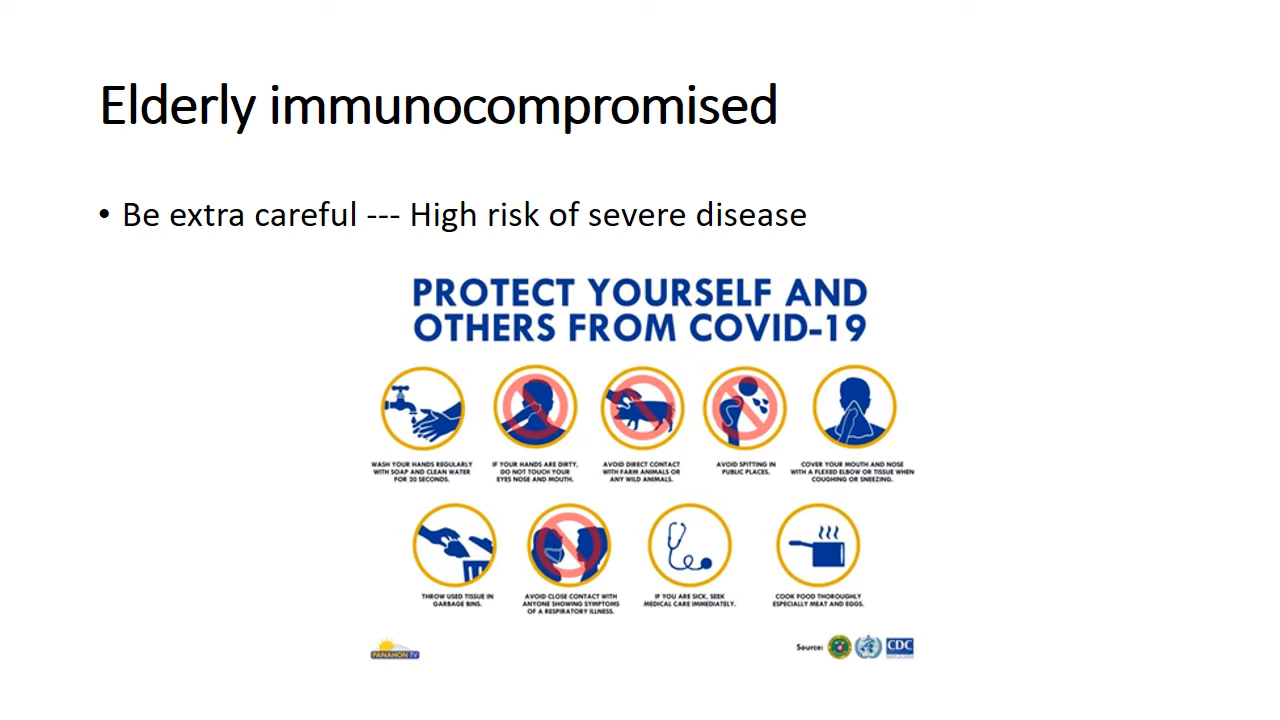 Elderly immunocompromised
• Be extra careful --- High risk of severe disease
PROTECT YOURSELF AND
OTHERS FROM COVID-19
WASH YOUR HANDS REGULARLY
WITH SOAP AND CLEAN WATER
FOR 20 SECONDS.
IF YOUR HANDS ARE DIRTY,
DO NOT TOUCH YOUR
EYES NOSE AND MOUTH.
AVOID DIRECT CONTACT
WITH FARM ANIMALS OR
ANY WILD ANIMALS.
AVOID SPITTING IN
PUBLIC PLACES.
COVER YOUR MOUTH AND NOSE
WITH A FLEXED ELBOW OR TISSUE WHEN
COUGHING OR SNEEZING.
THROW USED TISSUE IN
GARBAGE BINS.
AVOID CLOSE CONTACT WITH
ANYONE SHOWING SYMPTOMS
OF A RESPIRATORY ILLNESS.
IF YOU ARE SICK, SEEK
MEDICAL CARE IMMEDIATELY.
COOK FOOD THOROUGHLY
ESPECIALLY MEAT AND EGGS.
PANAHON TV
Source:
CDC